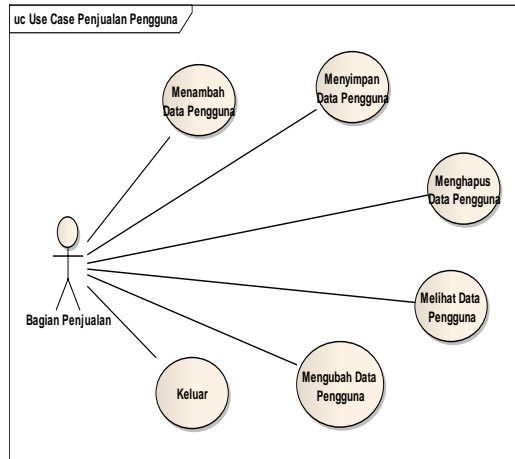 uc Use Case Penjualan Pengguna
Menambah
Data Pengguna
Menyimpan
Data Pengguna
Menghapus
Data Pengguna
Melihat Data
Pengguna
Bagian Penjualan
Mengubah Data
Pengguna
Keluar